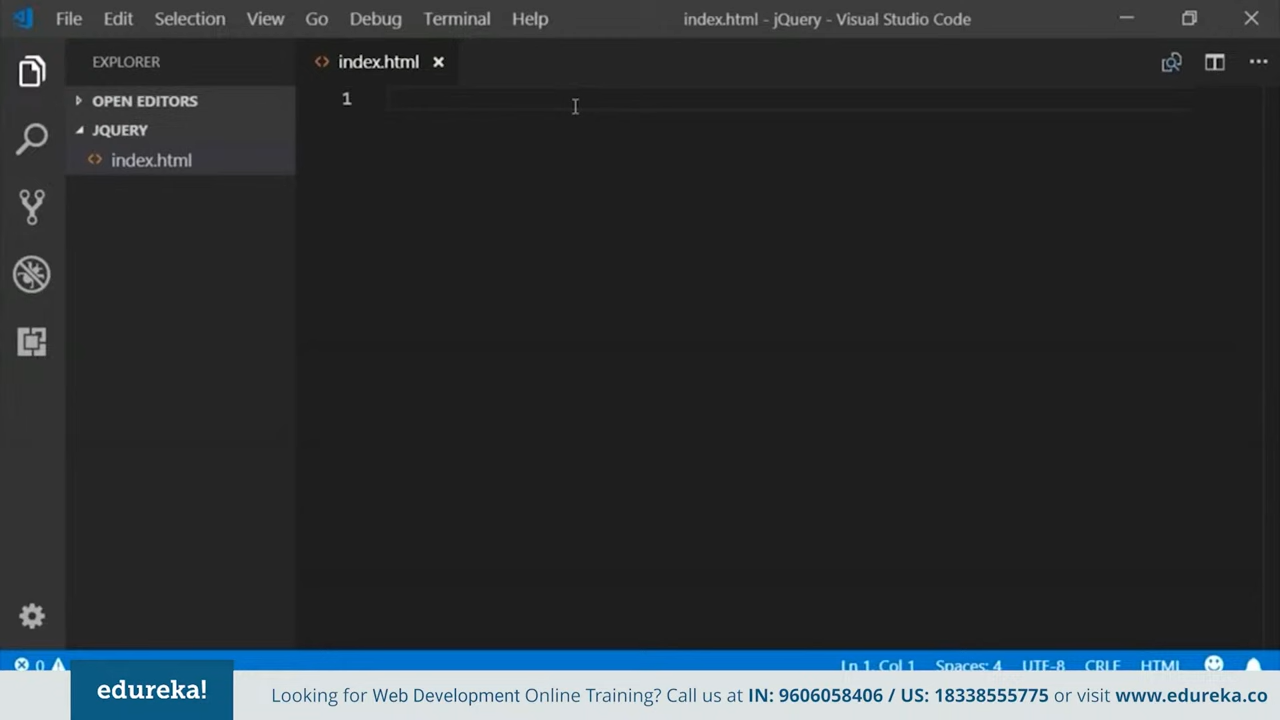 File Edit Selection View Go Debug Terminal Help index.html - jQuery - Visual Studio Code
EXPLORER
index.html
OPEN EDITORS
1
JQUERY
index.html
0 Ln 1, Col 1 Spaces: 4 UTF-8 CRLF HTML
edureka! Looking for Web Development Online Training? Call us at IN: 9606058406 / US: 18338555775 or visit www.edureka.co